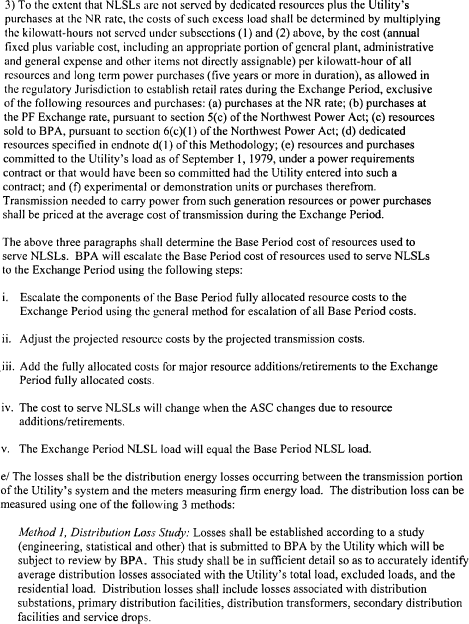 3) To the extent that NLSLs are not served by dedicated resources plus the Utility's
purchases at the NR rate, the costs of such excess load shall be determined by multiplying
the kilowatt-hours not served under subsections (1) and (2) above, by the cost (annual
fixed plus variable cost, including an appropriate portion of general plant, administrative
and general expense and other items not directly assignable) per kilowatt-hour of all
resources and long term power purchases (five years or more in duration), as allowed in
the regulatory Jurisdiction to establish retail rates during the Exchange Period, exclusive
of the following resources and purchases: (a) purchases at the NR rate; (b) purchases at
the PF Exchange rate, pursuant to section 5(c) of the Northwest Power Act; (c) resources
sold to BPA, pursuant to section 6(c)(1) of the Northwest Power Act; (d) dedicated
resources specified in endnote d(1) of this Methodology; (e) resources and purchases
committed to the Utility's load as of September 1, 1979, under a power requirements
contract or that would have been so committed had the Utility entered into such a
contract; and (f) experimental or demonstration units or purchases therefrom.
Transmission needed to carry power from such generation resources or power purchases
shall be priced at the average cost of transmission during the Exchange Period.
The above three paragraphs shall determine the Base Period cost of resources used to
serve NLSLs. BPA will escalate the Base Period cost of resources used to serve NLSLs
to the Exchange Period using the following steps:
i. Escalate the components of the Base Period fully allocated resource costs to the
Exchange Period using the general method for escalation of all Base Period costs.
ii. Adjust the projected resource costs by the projected transmission costs.
iii. Add the fully allocated costs for major resource additions/retirements to the Exchange
Period fully allocated costs.
iv. The cost to serve NLSLs will change when the ASC changes due to resource
additions/retirements.
v. The Exchange Period NLSL load will equal the Base Period NLSL load.
e/ The losses shall be the distribution energy losses occurring between the transmission portion
of the Utility's system and the meters measuring firm energy load. The distribution loss can be
measured using one of the following 3 methods:
Method 1, Distribution Loss Study: Losses shall be established according to a study
(engineering, statistical and other) that is submitted to BPA by the Utility which will be
subject to review by BPA. This study shall be in sufficient detail so as to accurately identify
average distribution losses associated with the Utility's total load, excluded loads, and the
residential load. Distribution losses shall include losses associated with distribution
substations, primary distribution facilities, distribution transformers, secondary distribution
facilities and service drops.